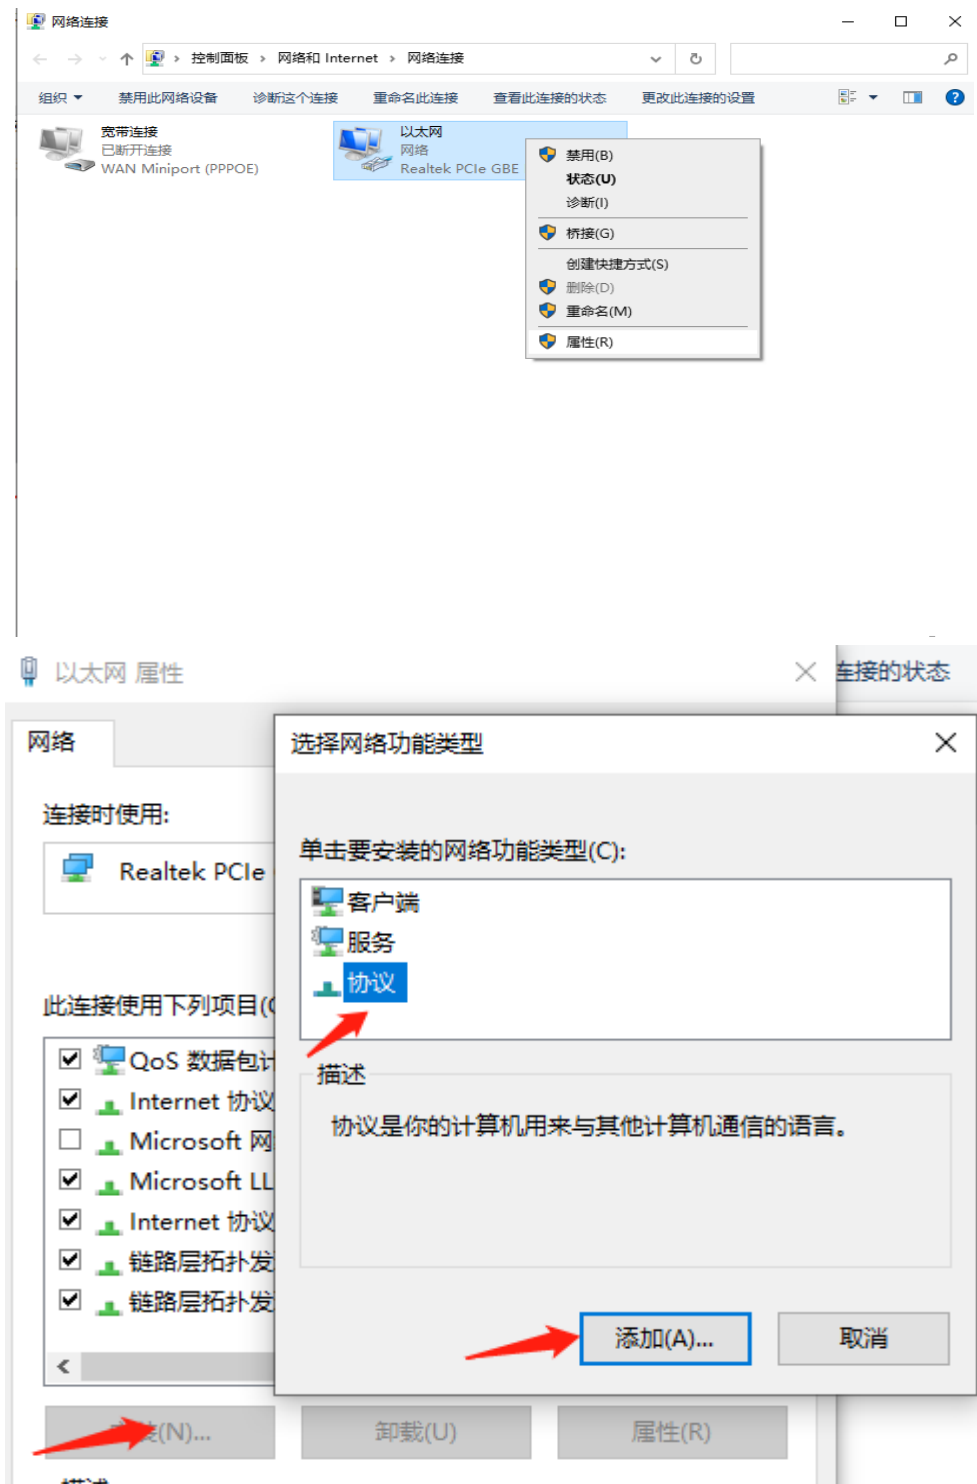 网络连接
控制面板 › 网络和 Internet › 网络连接
组织 禁用此网络设备 诊断这个连接 重命名此连接 查看此连接的状态 更改此连接的设置
宽带连接
已断开连接
WAN Miniport (PPPOE)
以太网
网络
Realtek PCIe GBE
禁用(B)
状态(U)
诊断(I)
桥接(G)
创建快捷方式(S)
删除(D)
重命名(M)
属性(R)
以太网 属性
连接的状态
网络
连接时使用:
Realtek PCIe
此连接使用下列项目(
QoS 数据包计
Internet 协议
Microsoft 网
Microsoft LL
Internet 协议
链路层拓扑发
链路层拓扑发
选择网络功能类型
单击要安装的网络功能类型(C):
客户端
服务
协议
描述
协议是你的计算机用来与其他计算机通信的语言。
添加(A)...
取消
(N)...
卸载(U)
属性(R)